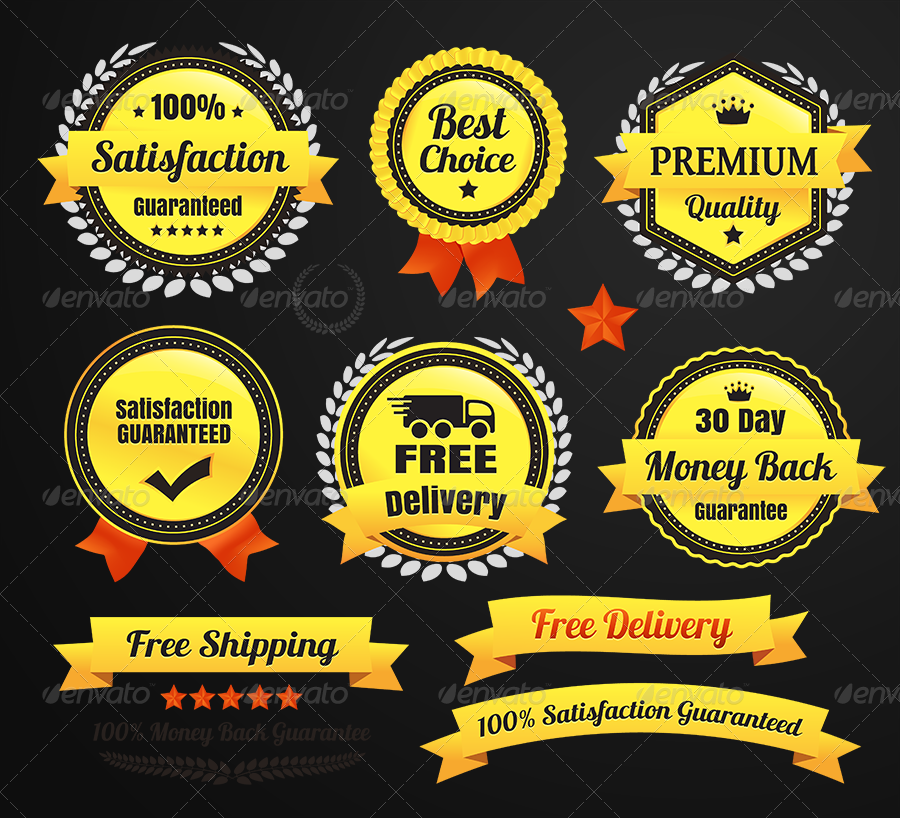 100%
Satisfaction
Guaranteed
Best
Choice
PREMIUM
Quality
Satisfaction
GUARANTEED
FREE
Delivery
30 Day
Money Back
Guarantee
Free Shipping
100% Money Back Guarantee
Free Delivery
100% Satisfaction Guaranteed
envato